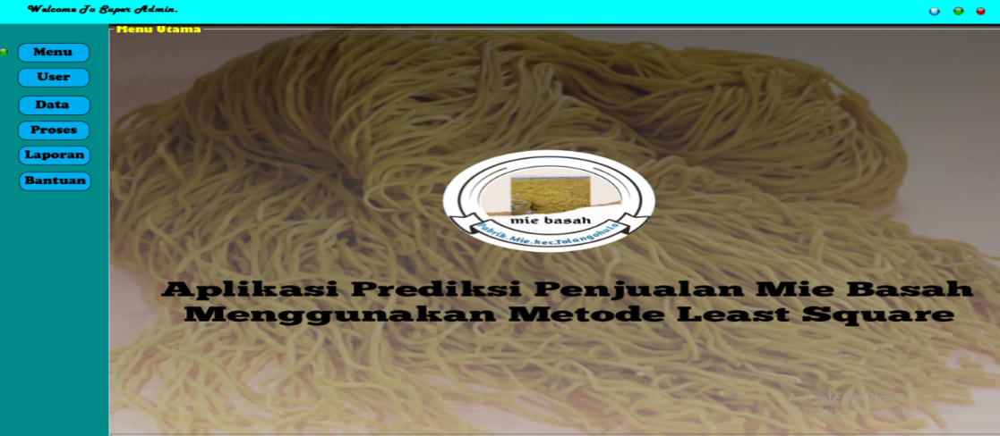 Welcome To Super Admin.
Menu Utama
Menu
User
Data
Proses
Laporan
Bantuan
mie basah
Pabrik.Mie.kec.Tolangohula
Aplikasi Prediksi Penjualan Mie Basah
Menggunakan Metode Least Square
Activate Windows